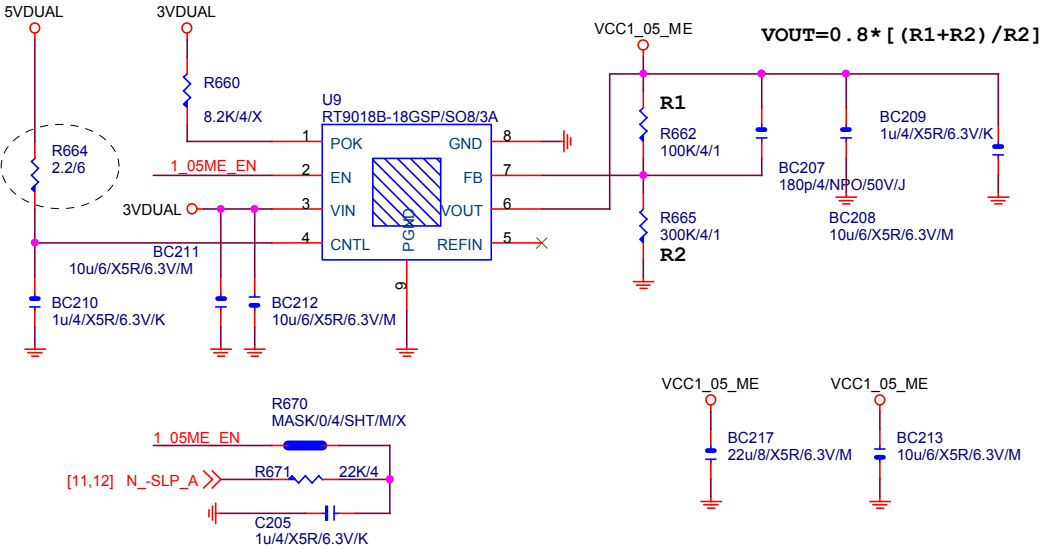 5VDUAL
3VDUAL
VCC1_05_ME
VOUT=0.8*[(R1+R2)/R2]
R660
8.2K/4/X
U9
RT9018B-18GSP/SO8/3A
R664
2.2/6
1_05ME_EN
3VDUAL
1
POK
2
EN
3
VIN
4
CNTL
GND
8
FB
7
VOUT
6
REFIN
5
PGND
9
R1
R662
100K/4/1
R665
300K/4/1
R2
BC207
180p/4/NPO/50V/J
BC209
1u/4/X5R/6.3V/K
BC208
10u/6/X5R/6.3V/M
BC211
10u/6/X5R/6.3V/M
BC210
1u/4/X5R/6.3V/K
BC212
10u/6/X5R/6.3V/M
R670
MASK/0/4/SHT/M/X
1_05ME_EN
[11,12] N_-SLP_A
R671
22K/4
C205
1u/4/X5R/6.3V/K
VCC1_05_ME
BC217
22u/8/X5R/6.3V/M
VCC1_05_ME
BC213
10u/6/X5R/6.3V/M